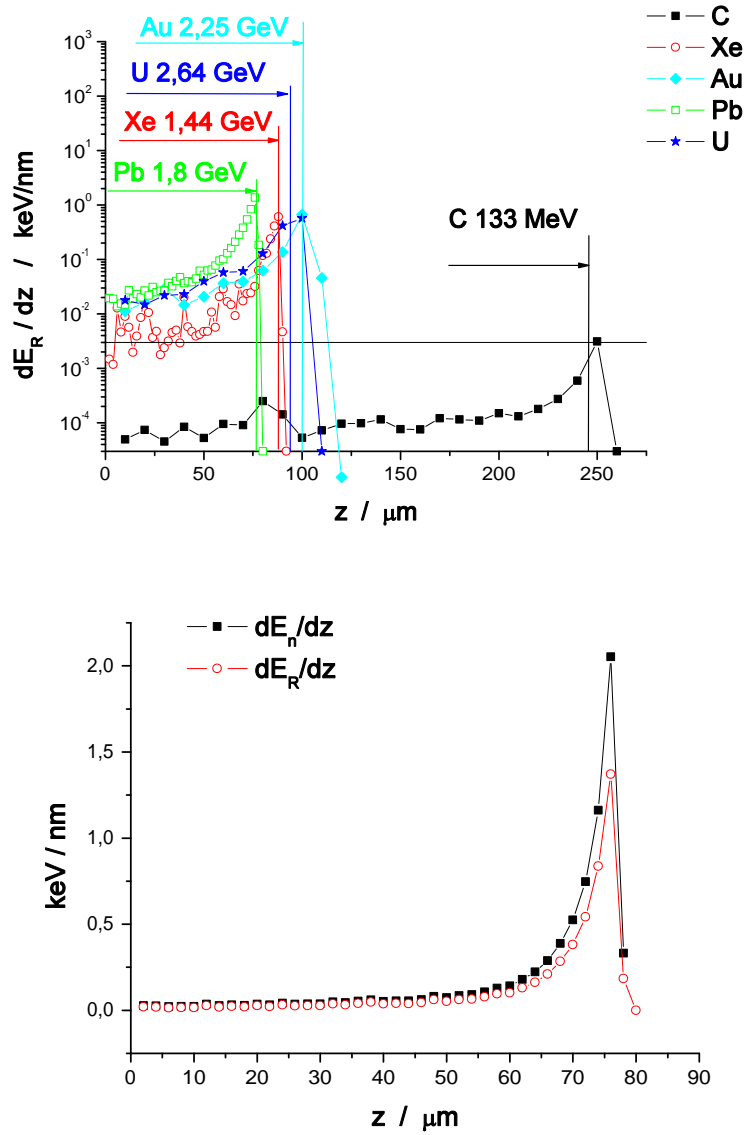 Au 2,25 GeV
U 2,64 GeV
Xe 1,44 GeV
Pb 1,8 GeV
C 133 MeV
C
Xe
Au
Pb
U
10³
10²
10¹
10⁰
10⁻¹
10⁻²
10⁻³
10⁻⁴
dE_R / dz / keV/nm
0 50 100 150 200 250
z / μm
dE_n/dz
dE_R/dz
2,0
1,5
1,0
0,5
0,0
keV / nm
0 10 20 30 40 50 60 70 80 90
z / μm